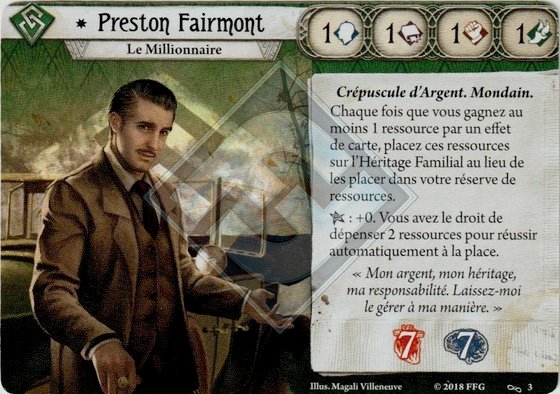 Preston Fairmont
Le Millionnaire
1 1 1 1
Crépuscule d'Argent. Mondain.
Chaque fois que vous gagnez au
moins 1 ressource par un effet
de carte, placez ces ressources
sur l'Héritage Familial au lieu de
les placer dans votre réserve de
ressources.
: +0. Vous avez le droit de
dépenser 2 ressources pour réussir
automatiquement à la place.
« Mon argent, mon héritage,
ma responsabilité. Laissez-moi
le gérer à ma manière. »
7 7
Illus. Magali Villeneuve © 2018 FFG 3